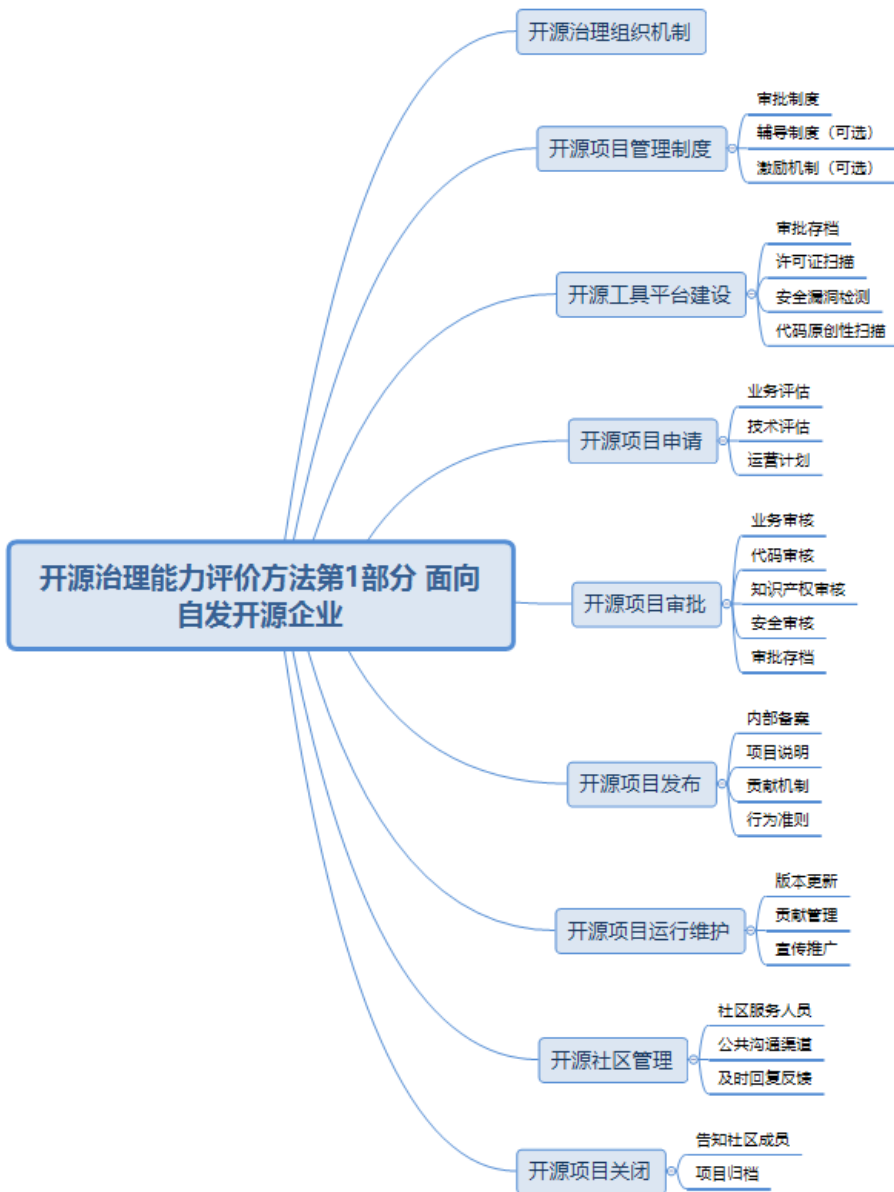 开源治理组织机制
开源项目管理制度
审批制度
辅导制度（可选）
激励机制（可选）
开源工具平台建设
审批存档
许可证扫描
安全漏洞检测
代码原创性扫描
开源项目申请
业务评估
技术评估
运营计划
开源治理能力评价方法第1部分 面向
自发开源企业
开源项目审批
业务审核
代码审核
知识产权审核
安全审核
审批存档
开源项目发布
内部备案
项目说明
贡献机制
行为准则
开源项目运行维护
版本更新
贡献管理
宣传推广
开源社区管理
社区服务人员
公共沟通渠道
及时回复反馈
开源项目关闭
告知社区成员
项目归档